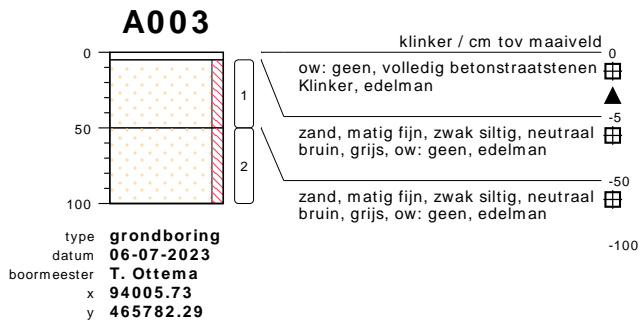 A003
klinker / cm tov maaiveld
0
0
ow: geen, volledig betonstraatstenen
Klinker, edelman
1
-5
50
zand, matig fijn, zwak siltig, neutraal
bruin, grijs, ow: geen, edelman
2
-50
100
zand, matig fijn, zwak siltig, neutraal
bruin, grijs, ow: geen, edelman
-100
type grondboring
datum 06-07-2023
boormeester T. Ottema
x 94005.73
y 465782.29